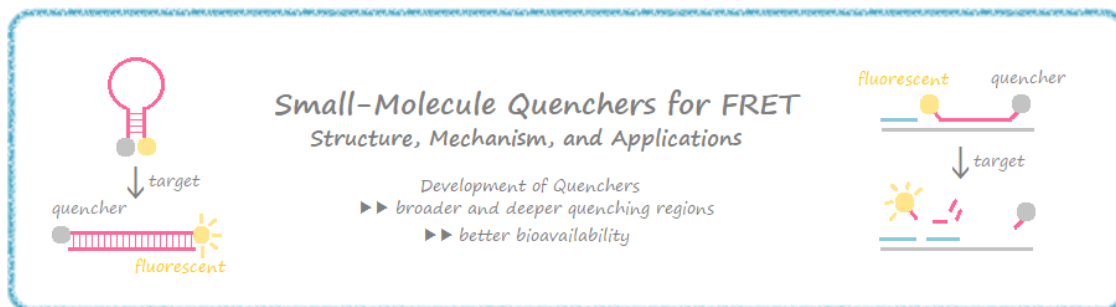 target
quencher
fluorescent
Small-Molecule Quenchers for FRET
Structure, Mechanism, and Applications
Development of Quenchers
▶▶ broader and deeper quenching regions
▶▶ better bioavailability
fluorescent quencher
target